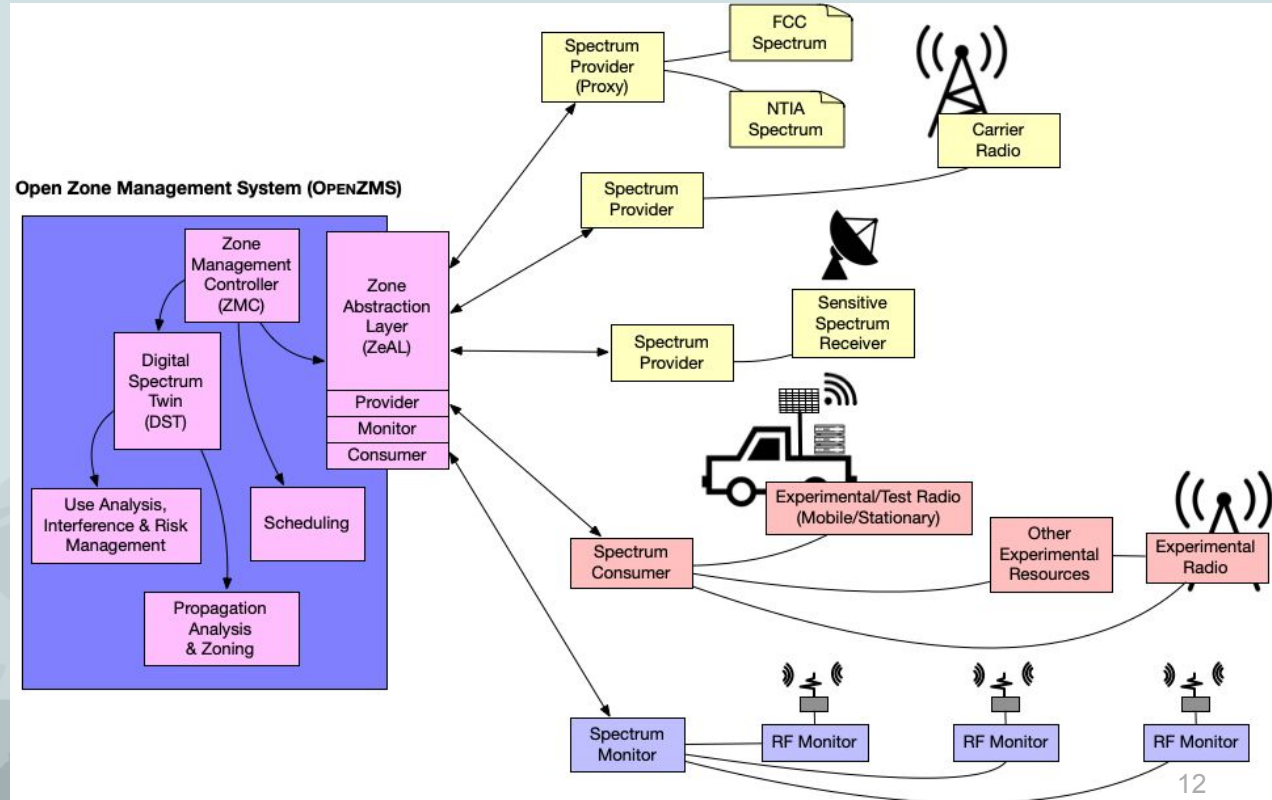 FCC
Spectrum
Spectrum
Provider
(Proxy)
NTIA
Spectrum
Carrier
Radio
Open Zone Management System (OPENZMS)
Spectrum
Provider
Zone
Management
Controller
(ZMC)
Zone
Abstraction
Layer
(ZeAL)
Sensitive
Spectrum
Receiver
Spectrum
Provider
Digital
Spectrum
Twin
(DST)
Provider
Monitor
Consumer
Use Analysis,
Interference & Risk
Management
Scheduling
Experimental/Test Radio
(Mobile/Stationary)
Spectrum
Consumer
Other
Experimental
Resources
Experimental
Radio
Propagation
Analysis
& Zoning
Spectrum
Monitor
RF Monitor
RF Monitor
RF Monitor
12